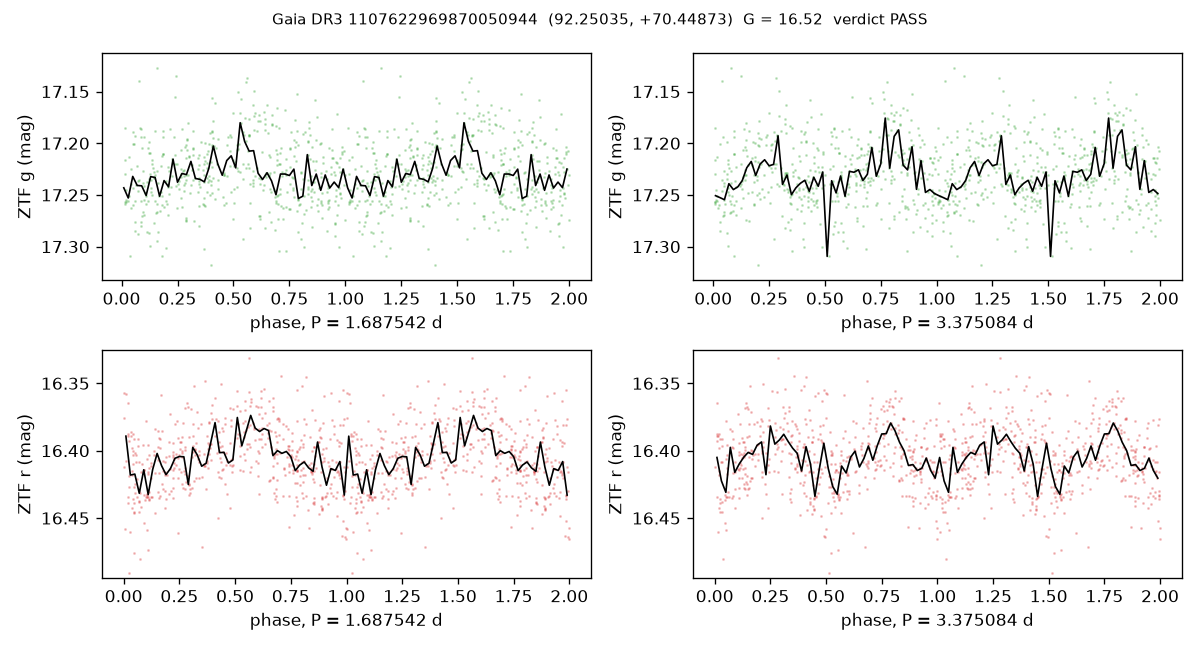 Gaia DR3 1107622969870050944 (92.25035, +70.44873) G = 16.52 verdict PASS
ZTF g (mag)
17.15
17.20
17.25
17.30
0.00 0.25 0.50 0.75 1.00 1.25 1.50 1.75 2.00
phase, P = 1.687542 d
ZTF g (mag)
17.15
17.20
17.25
17.30
0.00 0.25 0.50 0.75 1.00 1.25 1.50 1.75 2.00
phase, P = 3.375084 d
ZTF r (mag)
16.35
16.40
16.45
0.00 0.25 0.50 0.75 1.00 1.25 1.50 1.75 2.00
phase, P = 1.687542 d
ZTF r (mag)
16.35
16.40
16.45
0.00 0.25 0.50 0.75 1.00 1.25 1.50 1.75 2.00
phase, P = 3.375084 d